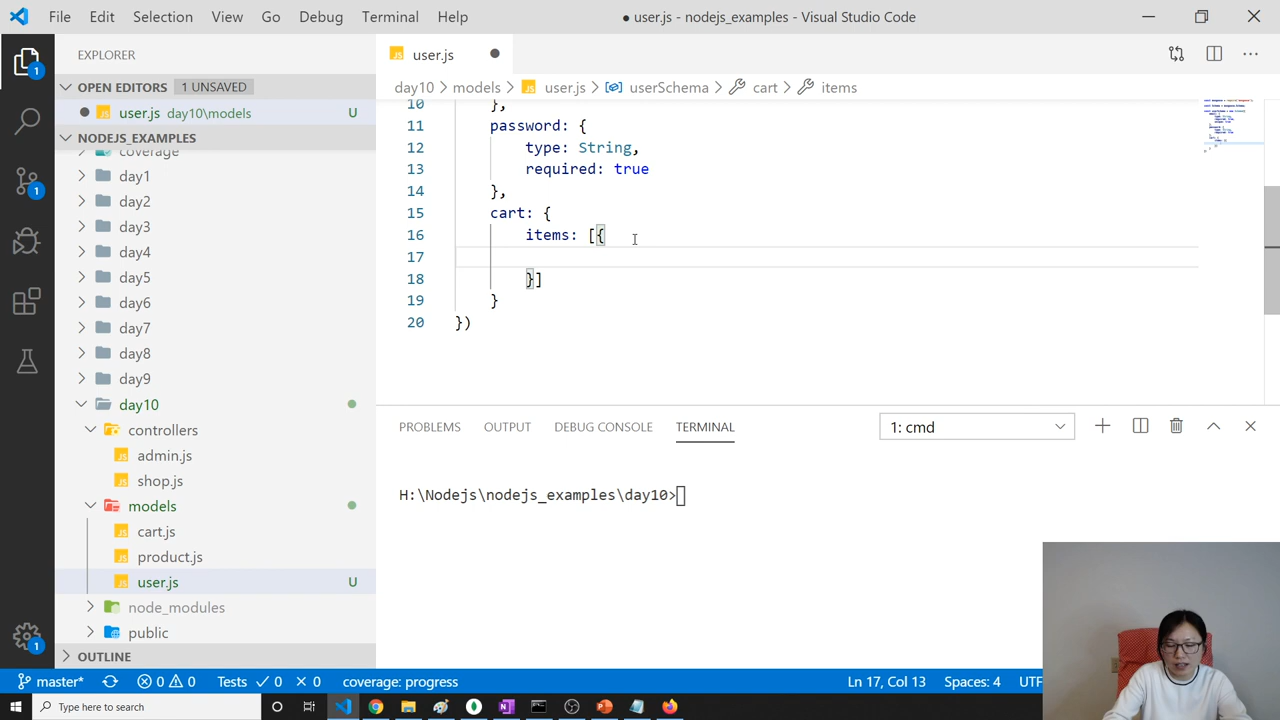 File Edit Selection View Go Debug Terminal Help
● user.js - nodejs_examples - Visual Studio Code
EXPLORER
OPEN EDITORS 1 UNSAVED
user.js day10\models U
NODEJS_EXAMPLES
coverage
day1
day2
day3
day4
day5
day6
day7
day8
day9
day10
controllers
admin.js
shop.js
models
cart.js
product.js
user.js U
node_modules
public
OUTLINE
user.js
day10 > models > user.js > userSchema > cart > items
10 },
11 password: {
12 type: String,
13 required: true
14 },
15 cart: {
16 items: [{
17
18 }]
19 }
20 })
PROBLEMS OUTPUT DEBUG CONSOLE TERMINAL 1: cmd
H:\Nodejs\nodejs_examples\day10>
master* 0 0 Tests 0 0 coverage: progress Ln 17, Col 13 Spaces: 4 UTF
Type here to search